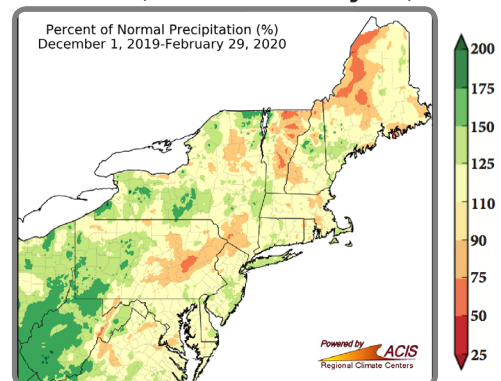 Percent of Normal Precipitation (%)
December 1, 2019-February 29, 2020
200
175
150
125
110
90
75
50
25
Powered by ACIS
Regional Climate Centers